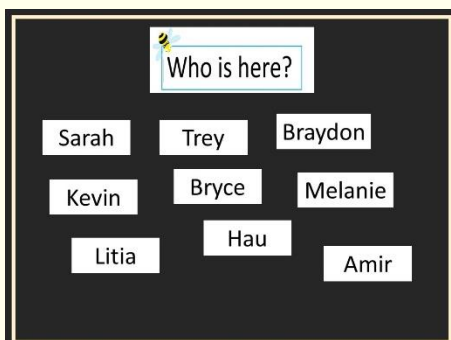 Who is here?
Sarah Trey Braydon
Kevin Bryce Melanie
Litia Hau Amir